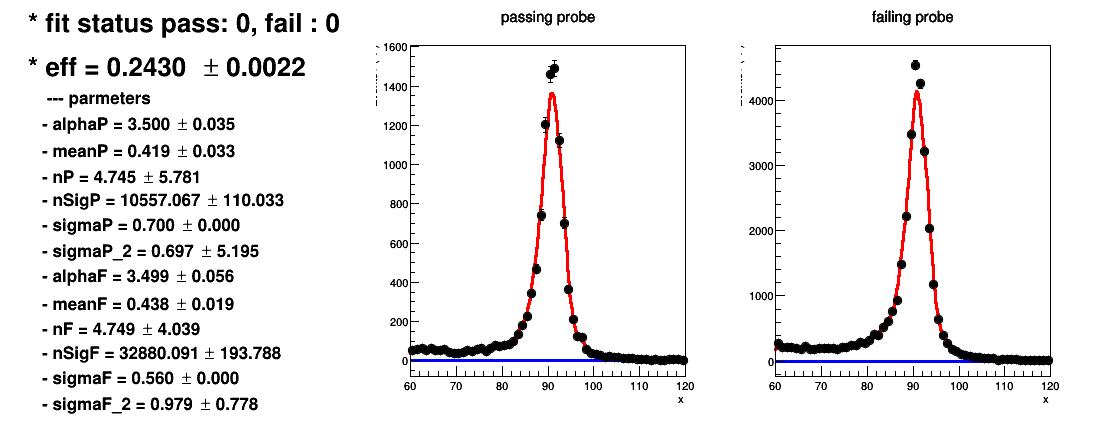 * fit status pass: 0, fail : 0
* eff = 0.2430 ± 0.0022
--- parmeters
- alphaP = 3.500 ± 0.035
- meanP = 0.419 ± 0.033
- nP = 4.745 ± 5.781
- nSigP = 10557.067 ± 110.033
- sigmaP = 0.700 ± 0.000
- sigmaP_2 = 0.697 ± 5.195
- alphaF = 3.499 ± 0.056
- meanF = 0.438 ± 0.019
- nF = 4.749 ± 4.039
- nSigF = 32880.091 ± 193.788
- sigmaF = 0.560 ± 0.000
- sigmaF_2 = 0.979 ± 0.778
passing probe
1600
1400
1200
1000
800
600
400
200
0
60 70 80 90 100 110 120
x
failing probe
4000
3000
2000
1000
0
60 70 80 90 100 110 120
x